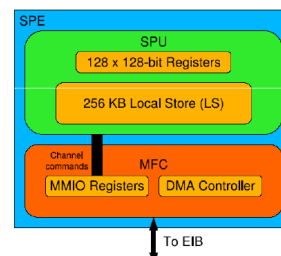 SPE
SPU
128 x 128-bit Registers
256 KB Local Store (LS)
Channel
commands
MFC
MMIO Registers
DMA Controller
To EIB